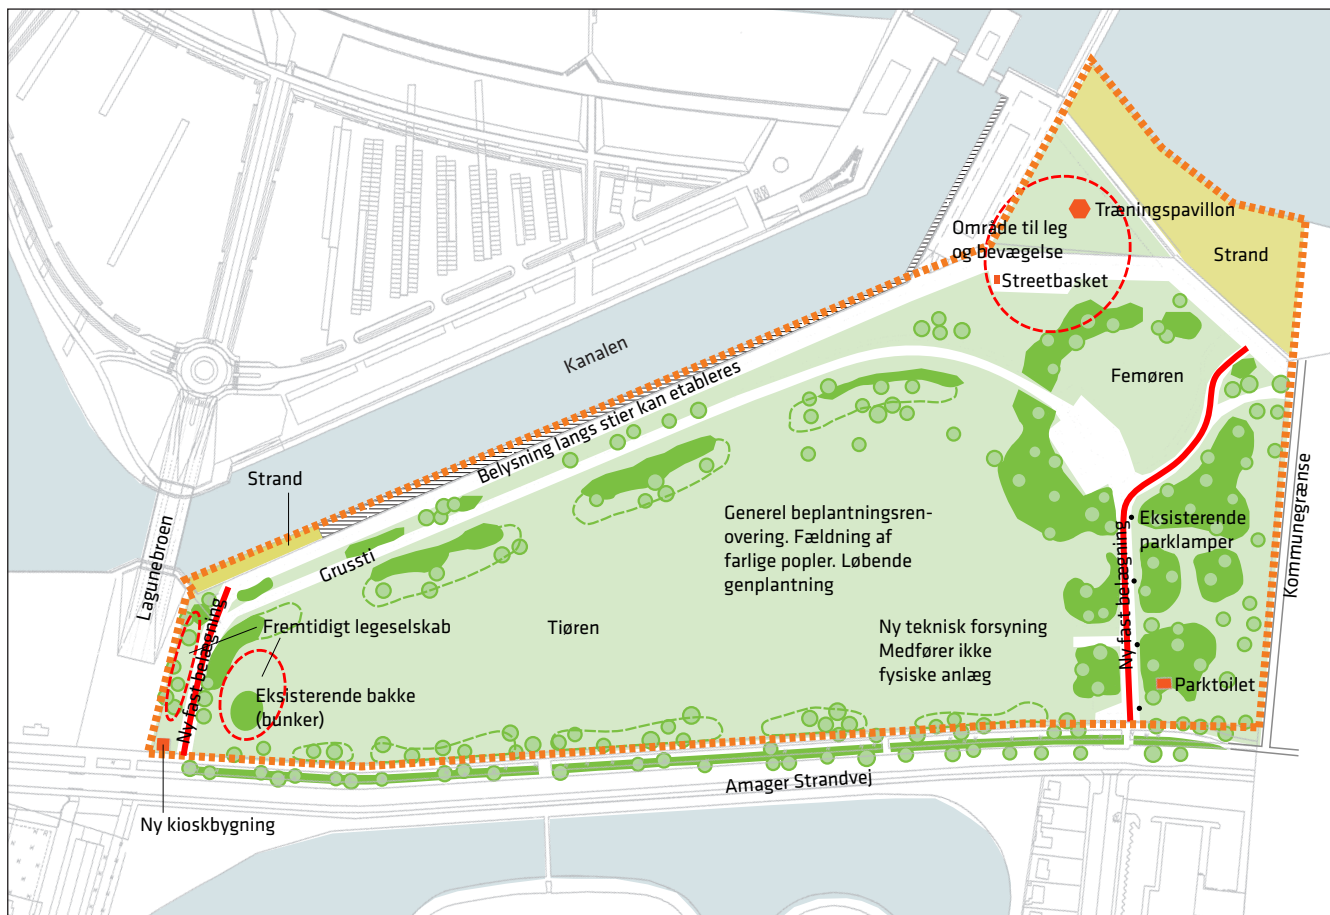 Træningspavillon
Område til leg
og bevægelse
Strand
Streetbasket
Kanalen
Femøren
Belysning langs stier kan etableres
Strand
Kommunegrænse
Generel beplantningsren-
overing. Fældning af
farlige popler. Løbende
genplantning
Eksisterende
parklamper
Lagunebroen
Grussti
Ny fast belægning
Fremtidigt legeselskab
Tiøren
Ny teknisk forsyning
Medfører ikke
fysiske anlæg
Ny fast belægning
Parktoilet
Eksisterende bakke
(bunker)
Amager Strandvej
Ny kioskbygning